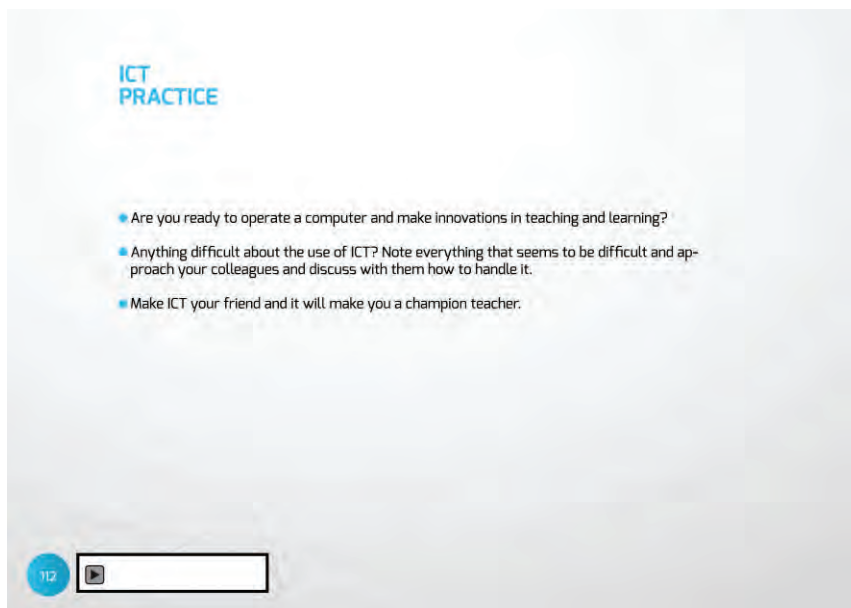 ICT
PRACTICE
Are you ready to operate a computer and make innovations in teaching and learning?
Anything difficult about the use of ICT? Note everything that seems to be difficult and ap-
proach your colleagues and discuss with them how to handle it.
Make ICT your friend and it will make you a champion teacher.
112